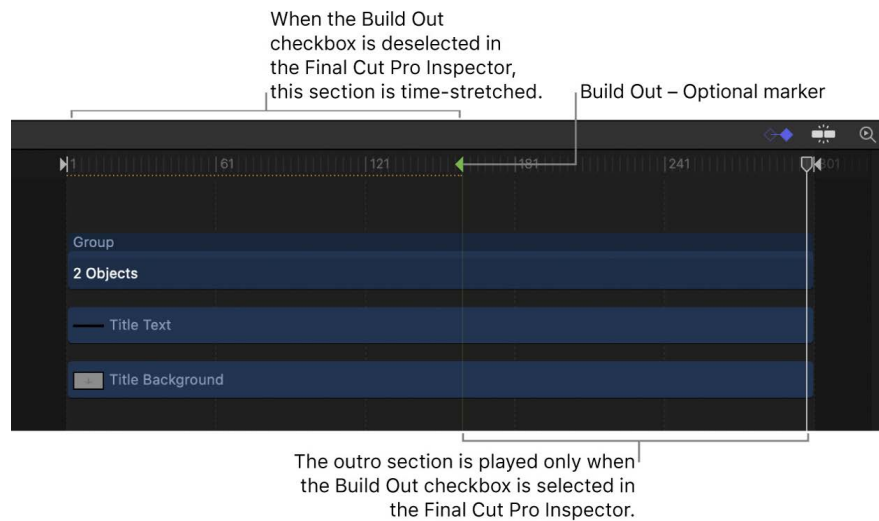 When the Build Out
checkbox is deselected in
the Final Cut Pro Inspector,
this section is time-stretched.
Build Out – Optional marker
1 61 121 181 241 301
Group
2 Objects
Title Text
Title Background
The outro section is played only when
the Build Out checkbox is selected in
the Final Cut Pro Inspector.